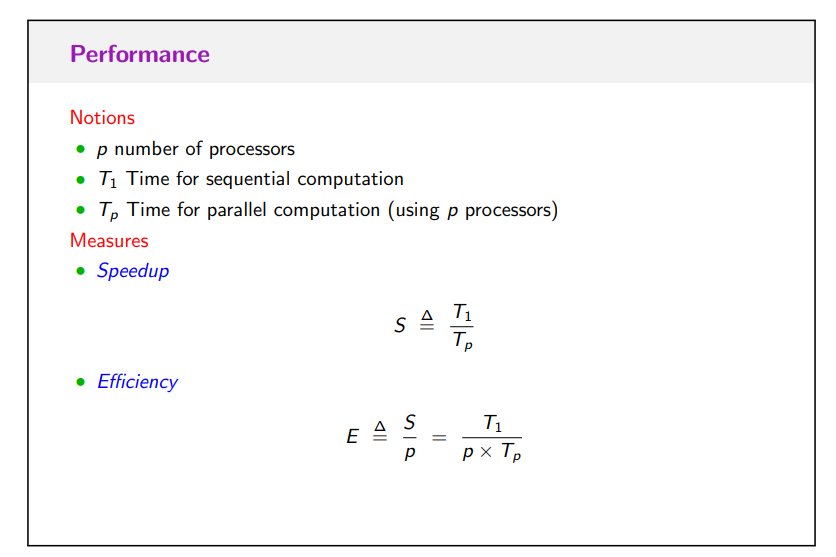 Performance
Notions
• p number of processors
• T₁ Time for sequential computation
• Tₚ Time for parallel computation (using p processors)
Measures
• Speedup
S ≜ T₁ / Tₚ
• Efficiency
E ≜ S / p = T₁ / (p × Tₚ)